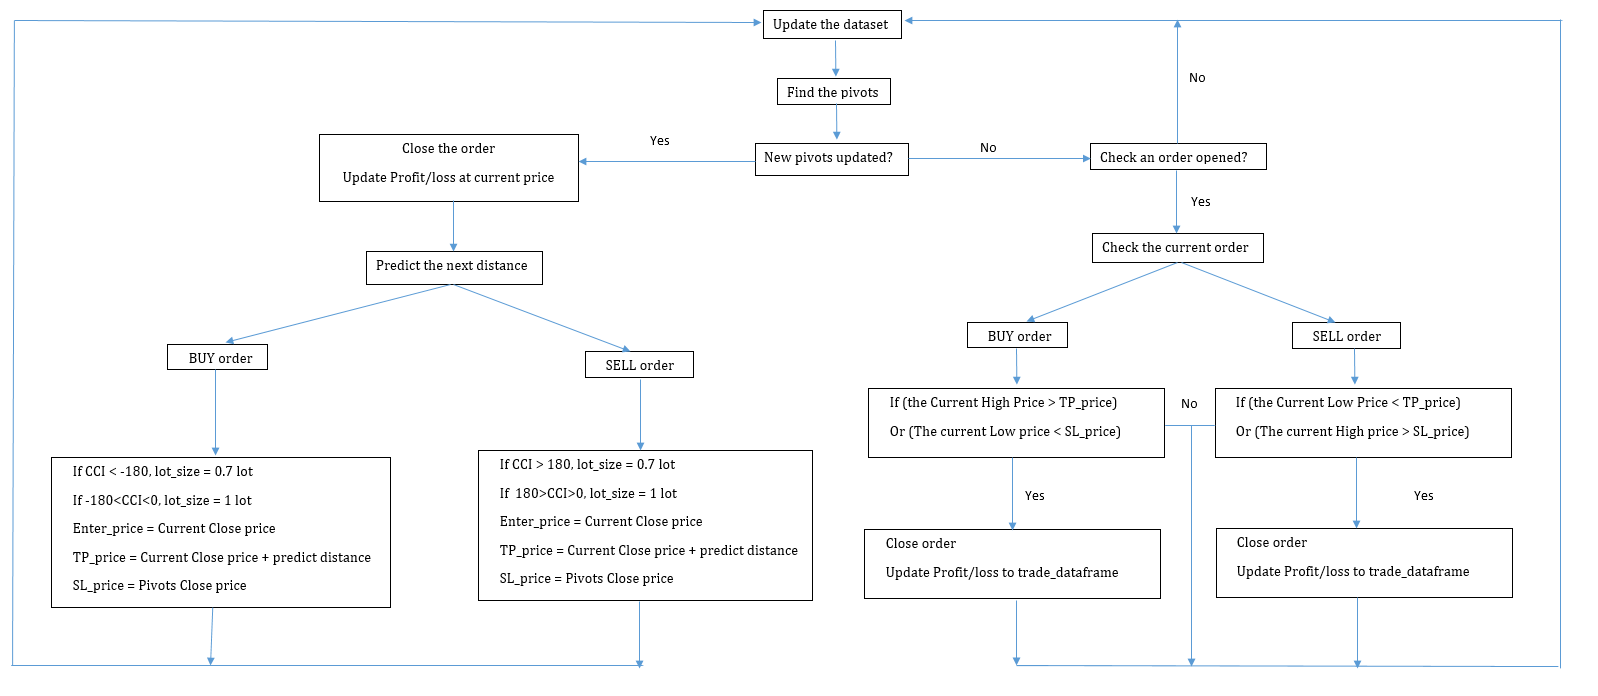 Update the dataset
No
Find the pivots
Close the order
Update Profit/loss at current price
Yes
New pivots updated?
No
Check an order opened?
Yes
Predict the next distance
Check the current order
BUY order
SELL order
BUY order
SELL order
If CCI < -180, lot_size = 0.7 lot
If -180<CCI<0, lot_size = 1 lot
Enter_price = Current Close price
TP_price = Current Close price + predict distance
SL_price = Pivots Close price
If CCI > 180, lot_size = 0.7 lot
If  180>CCI>0, lot_size = 1 lot
Enter_price = Current Close price
TP_price = Current Close price + predict distance
SL_price = Pivots Close price
If (the Current High Price > TP_price)
Or (The current Low price < SL_price)
No
If (the Current Low Price < TP_price)
Or (The current High price > SL_price)
Yes
Yes
Close order
Update Profit/loss to trade_dataframe
Close order
Update Profit/loss to trade_dataframe